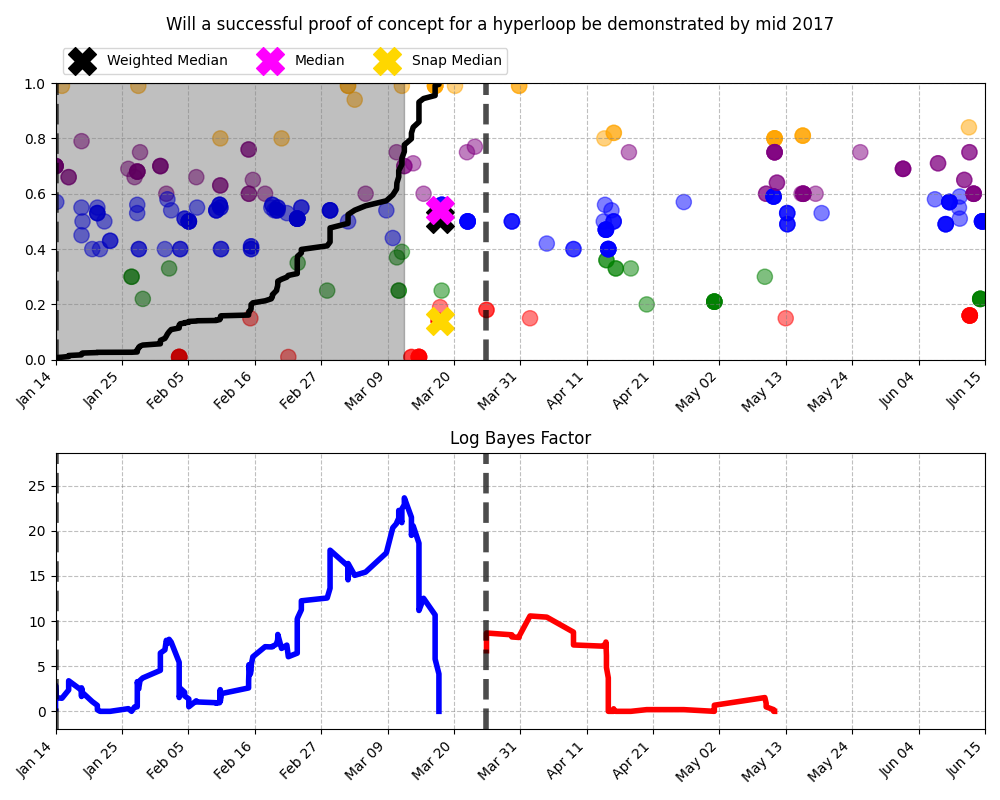 Will a successful proof of concept for a hyperloop be demonstrated by mid 2017
Weighted Median Median Snap Median
1.0
0.8
0.6
0.4
0.2
0.0
Jan 14 Jan 25 Feb 05 Feb 16 Feb 27 Mar 09 Mar 20 Mar 31 Apr 11 Apr 21 May 02 May 13 May 24 Jun 04 Jun 15
Log Bayes Factor
25
20
15
10
5
0
Jan 14 Jan 25 Feb 05 Feb 16 Feb 27 Mar 09 Mar 20 Mar 31 Apr 11 Apr 21 May 02 May 13 May 24 Jun 04 Jun 15